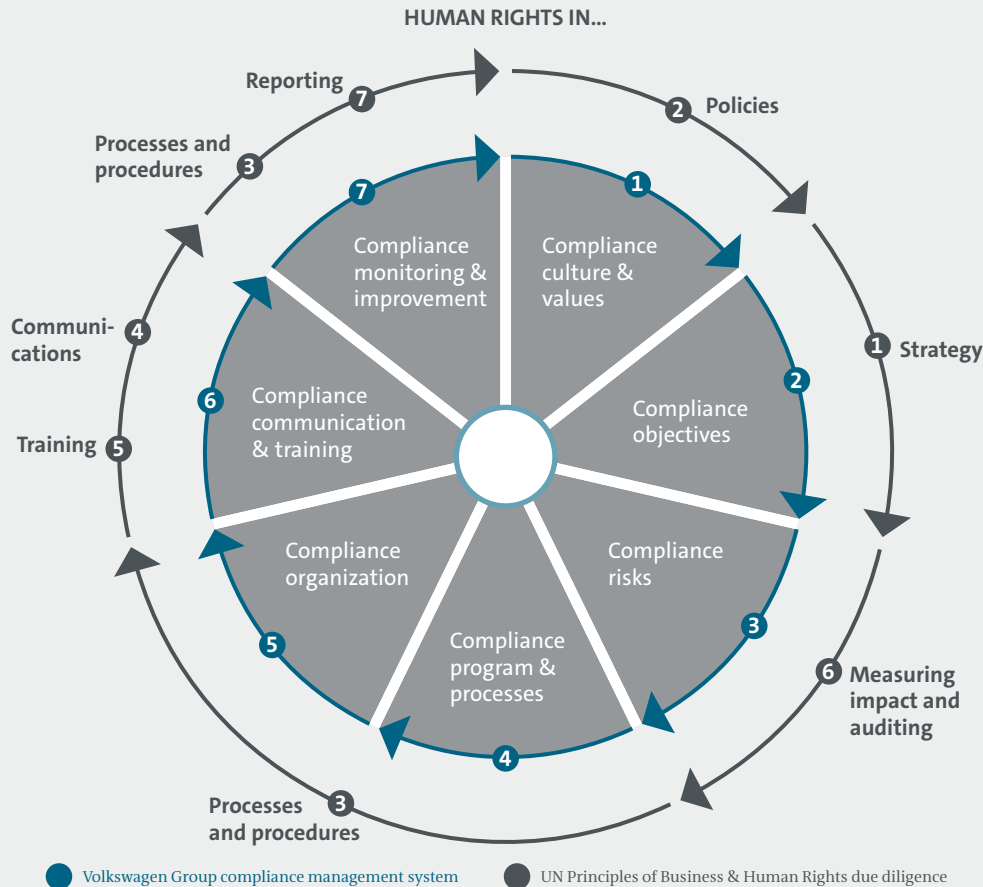 HUMAN RIGHTS IN...
Reporting
7
2
Policies
Processes and
procedures
3
7
1
Compliance
monitoring &
improvement
Compliance
culture &
values
Communi-
cations
4
1
Strategy
6
2
Compliance
communication
& training
Compliance
objectives
Training
5
Compliance
organization
Compliance
risks
5
3
Compliance
program &
processes
6
Measuring
impact and
auditing
4
Processes
and procedures
3
Volkswagen Group compliance management system
UN Principles of Business & Human Rights due diligence